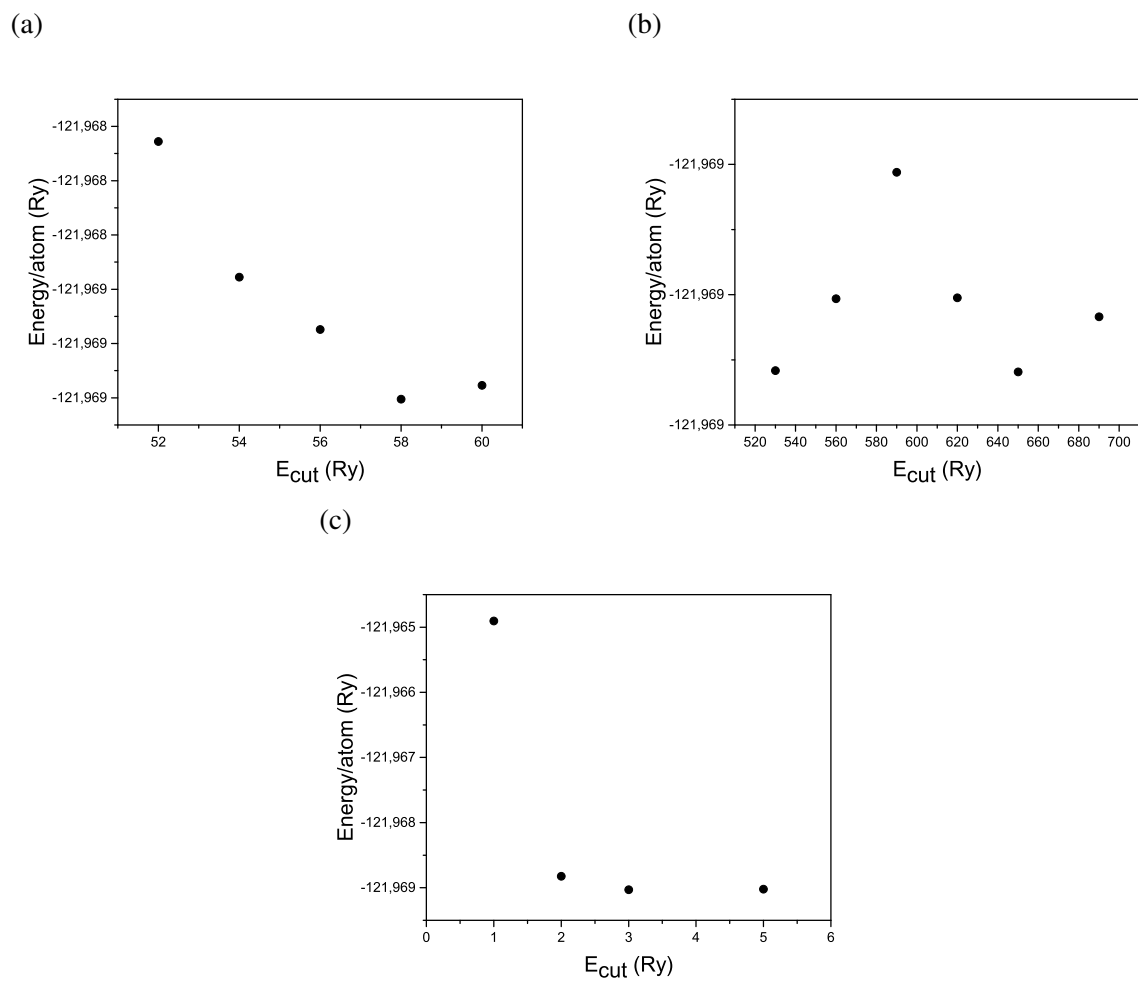 (a)
Energy/atom (Ry)
-121,968
-121,968
-121,968
-121,969
-121,969
-121,969
52 54 56 58 60
Ecut (Ry)
(b)
Energy/atom (Ry)
-121,969
-121,969
-121,969
520 540 560 580 600 620 640 660 680 700
Ecut (Ry)
(c)
Energy/atom (Ry)
-121,965
-121,966
-121,967
-121,968
-121,969
0 1 2 3 4 5 6
Ecut (Ry)